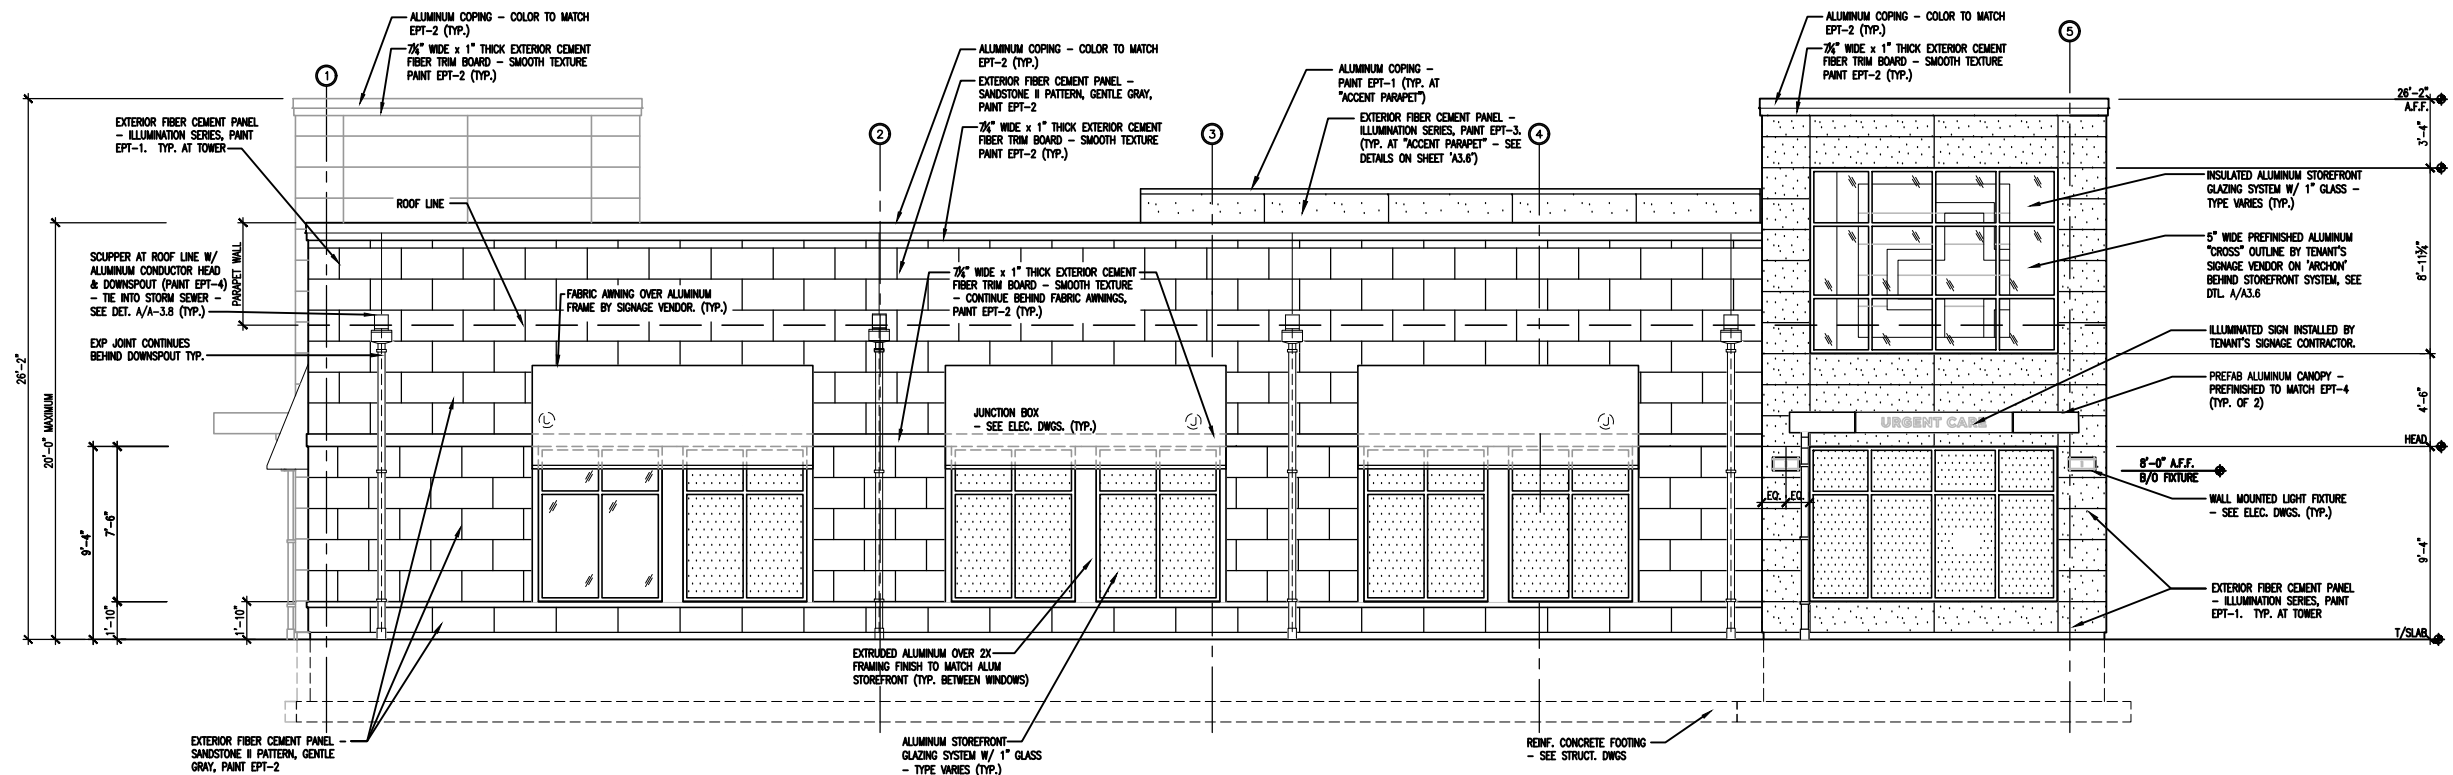 ALUMINUM COPING – COLOR TO MATCH
EPT-2 (TYP.)
7¼" WIDE x 1" THICK EXTERIOR CEMENT
FIBER TRIM BOARD – SMOOTH TEXTURE
PAINT EPT-2 (TYP.)
1
EXTERIOR FIBER CEMENT PANEL
– ILLUMINATION SERIES, PAINT
EPT-1. TYP. AT TOWER
ROOF LINE
SCUPPER AT ROOF LINE W/
ALUMINUM CONDUCTOR HEAD
& DOWNSPOUT (PAINT EPT-4)
– TIE INTO STORM SEWER –
SEE DET. A/A-3.8 (TYP.)
PARAPET WALL
EXP JOINT CONTINUES
BEHIND DOWNSPOUT TYP.
26'-2"
20'-0" MAXIMUM
9'-4"
7'-6"
1'-10"
1'-10"
FABRIC AWNING OVER ALUMINUM
FRAME BY SIGNAGE VENDOR. (TYP.)
2
ALUMINUM COPING – COLOR TO MATCH
EPT-2 (TYP.)
EXTERIOR FIBER CEMENT PANEL –
SANDSTONE II PATTERN, GENTLE GRAY,
PAINT EPT-2
7¼" WIDE x 1" THICK EXTERIOR CEMENT
FIBER TRIM BOARD – SMOOTH TEXTURE
PAINT EPT-2 (TYP.)
3
7¼" WIDE x 1" THICK EXTERIOR CEMENT
FIBER TRIM BOARD – SMOOTH TEXTURE
– CONTINUE BEHIND FABRIC AWNINGS,
PAINT EPT-2 (TYP.)
JUNCTION BOX
– SEE ELEC. DWGS. (TYP.)
J
J
ALUMINUM COPING –
PAINT EPT-1 (TYP. AT
"ACCENT PARAPET")
EXTERIOR FIBER CEMENT PANEL –
ILLUMINATION SERIES, PAINT EPT-3.
(TYP. AT "ACCENT PARAPET" – SEE
DETAILS ON SHEET 'A3.6')
4
ALUMINUM COPING – COLOR TO MATCH
EPT-2 (TYP.)
7¼" WIDE x 1" THICK EXTERIOR CEMENT
FIBER TRIM BOARD – SMOOTH TEXTURE
PAINT EPT-2 (TYP.)
5
26'-2"
A.F.F.
3'-4"
INSULATED ALUMINUM STOREFRONT
GLAZING SYSTEM W/ 1" GLASS –
TYPE VARIES (TYP.)
5" WIDE PREFINISHED ALUMINUM
"CROSS" OUTLINE BY TENANT'S
SIGNAGE VENDOR ON 'ARCHON'
BEHIND STOREFRONT SYSTEM, SEE
DTL. A/A3.6
ILLUMINATED SIGN INSTALLED BY
TENANT'S SIGNAGE CONTRACTOR.
PREFAB ALUMINUM CANOPY –
PREFINISHED TO MATCH EPT-4
(TYP. OF 2)
4'-6"
URGENT CARE
HEAD
8'-0" A.F.F.
B/O FIXTURE
EQ. EQ.
WALL MOUNTED LIGHT FIXTURE
– SEE ELEC. DWGS. (TYP.)
9'-4"
EXTERIOR FIBER CEMENT PANEL
– ILLUMINATION SERIES, PAINT
EPT-1. TYP. AT TOWER
T/SLAB
EXTRUDED ALUMINUM OVER 2X
FRAMING FINISH TO MATCH ALUM
STOREFRONT (TYP. BETWEEN WINDOWS)
EXTERIOR FIBER CEMENT PANEL –
SANDSTONE II PATTERN, GENTLE
GRAY, PAINT EPT-2
ALUMINUM STOREFRONT
GLAZING SYSTEM W/ 1" GLASS
– TYPE VARIES (TYP.)
REINF. CONCRETE FOOTING
– SEE STRUCT. DWGS